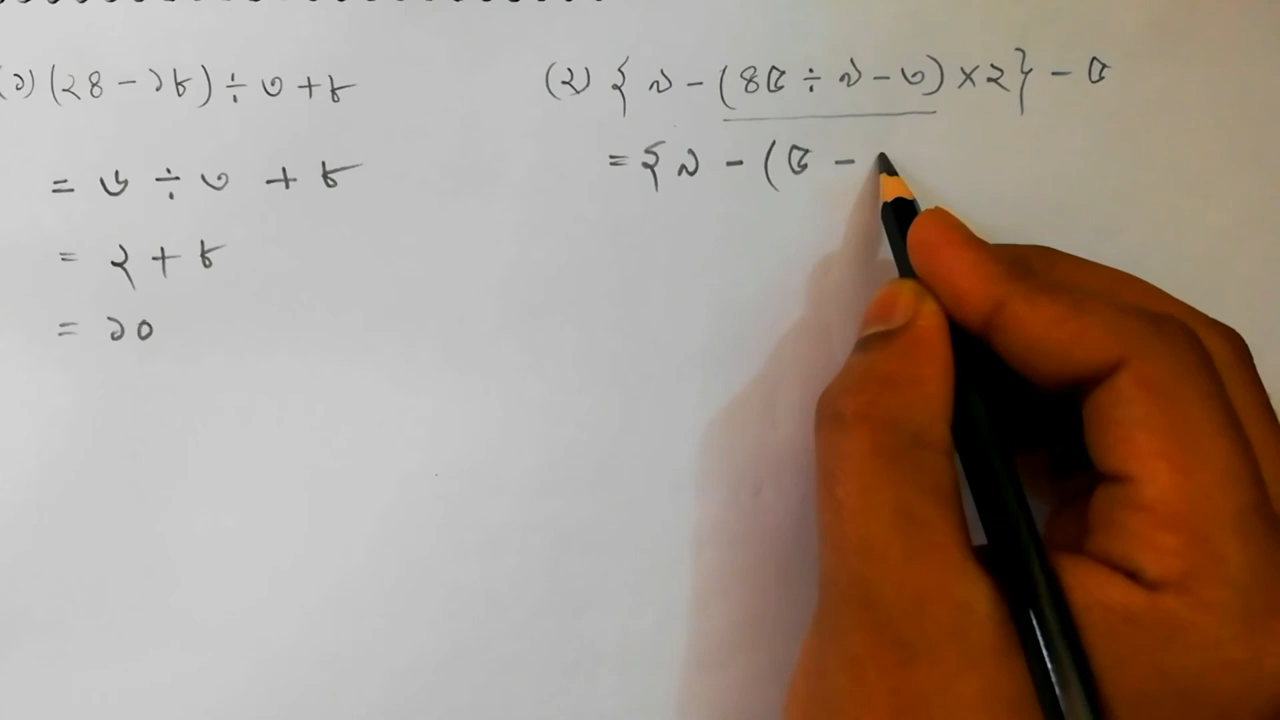 (১) (২৪ - ১৮) ÷ ৩ + ৮
= ৬ ÷ ৩ + ৮
= ২ + ৮
= ১০
(২) { ৯ - (৪৫ ÷ ৯ - ৩) × ২} - ৫
= { ৯ - (৫ -